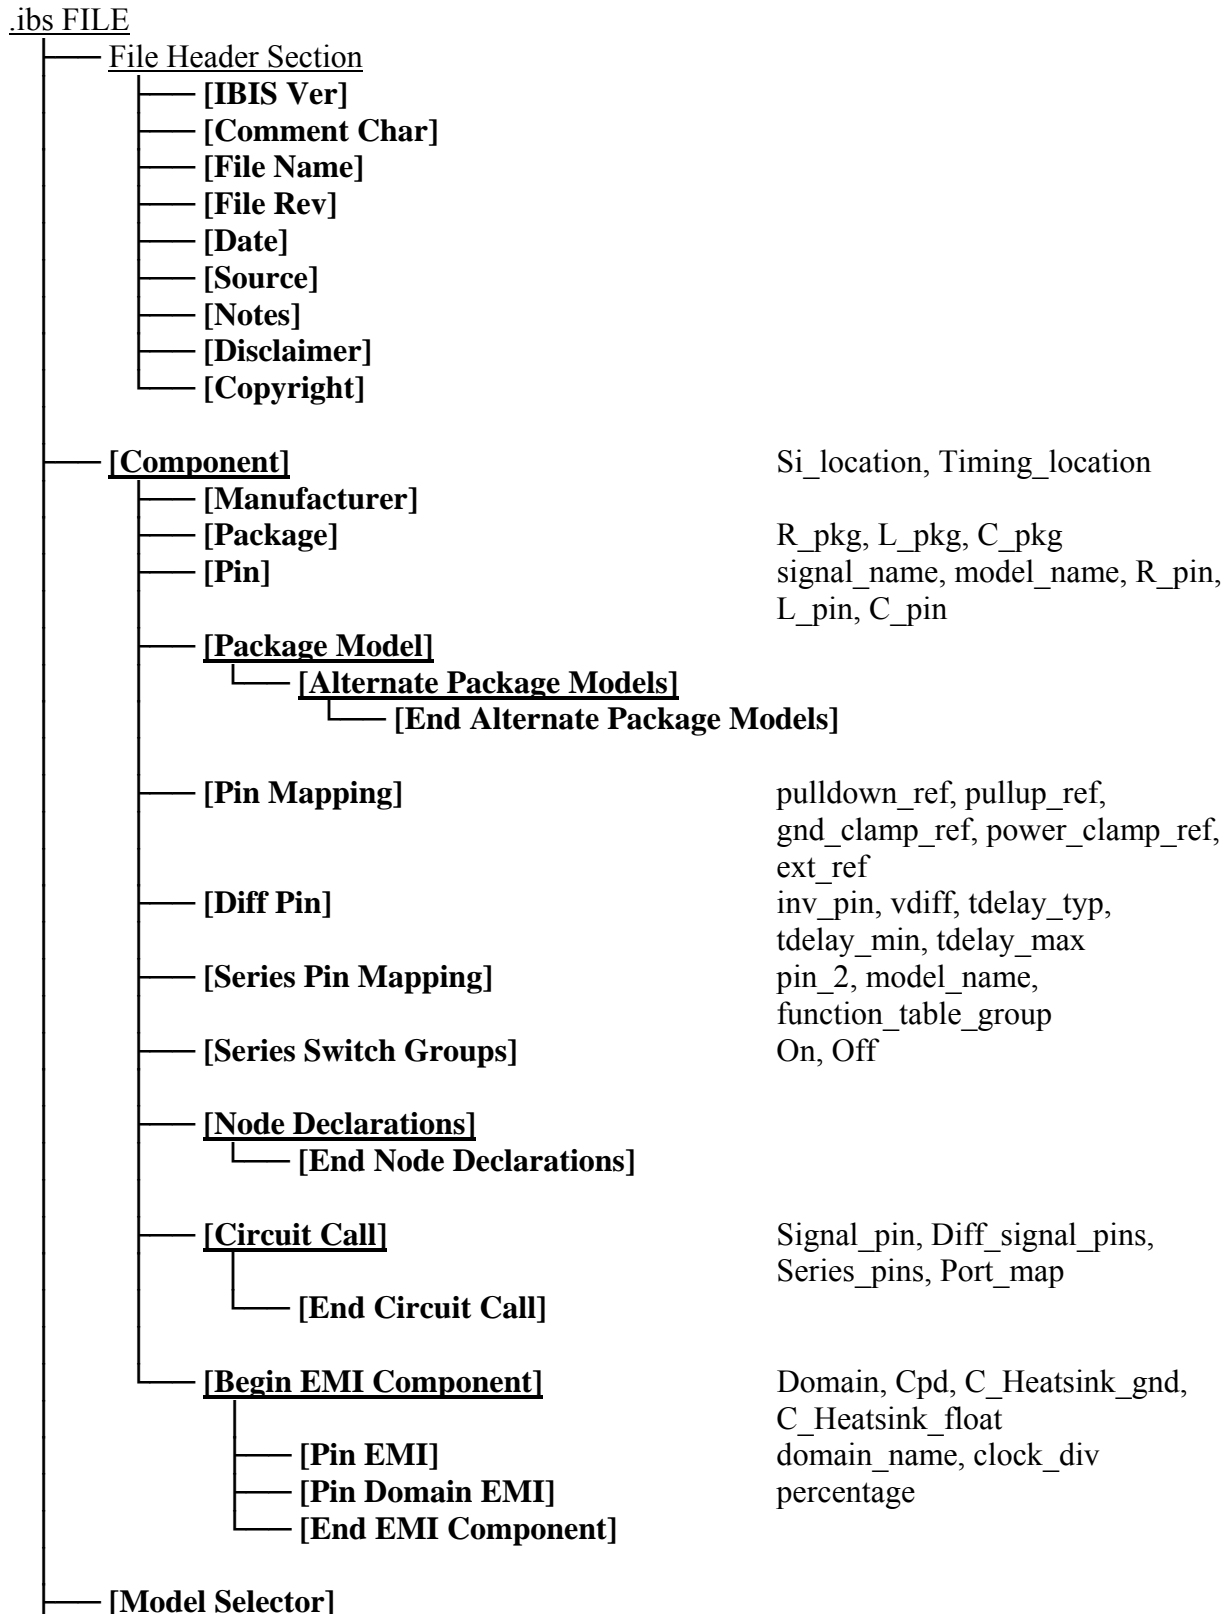 .ibs FILE
File Header Section
[IBIS Ver]
[Comment Char]
[File Name]
[File Rev]
[Date]
[Source]
[Notes]
[Disclaimer]
[Copyright]
[Component] Si_location, Timing_location
[Manufacturer]
[Package] R_pkg, L_pkg, C_pkg
[Pin] signal_name, model_name, R_pin,
L_pin, C_pin
[Package Model]
[Alternate Package Models]
[End Alternate Package Models]
[Pin Mapping] pulldown_ref, pullup_ref,
gnd_clamp_ref, power_clamp_ref,
ext_ref
[Diff Pin] inv_pin, vdiff, tdelay_typ,
tdelay_min, tdelay_max
[Series Pin Mapping] pin_2, model_name,
function_table_group
[Series Switch Groups] On, Off
[Node Declarations]
[End Node Declarations]
[Circuit Call] Signal_pin, Diff_signal_pins,
Series_pins, Port_map
[End Circuit Call]
[Begin EMI Component] Domain, Cpd, C_Heatsink_gnd,
C_Heatsink_float
[Pin EMI] domain_name, clock_div
[Pin Domain EMI] percentage
[End EMI Component]
[Model Selector]